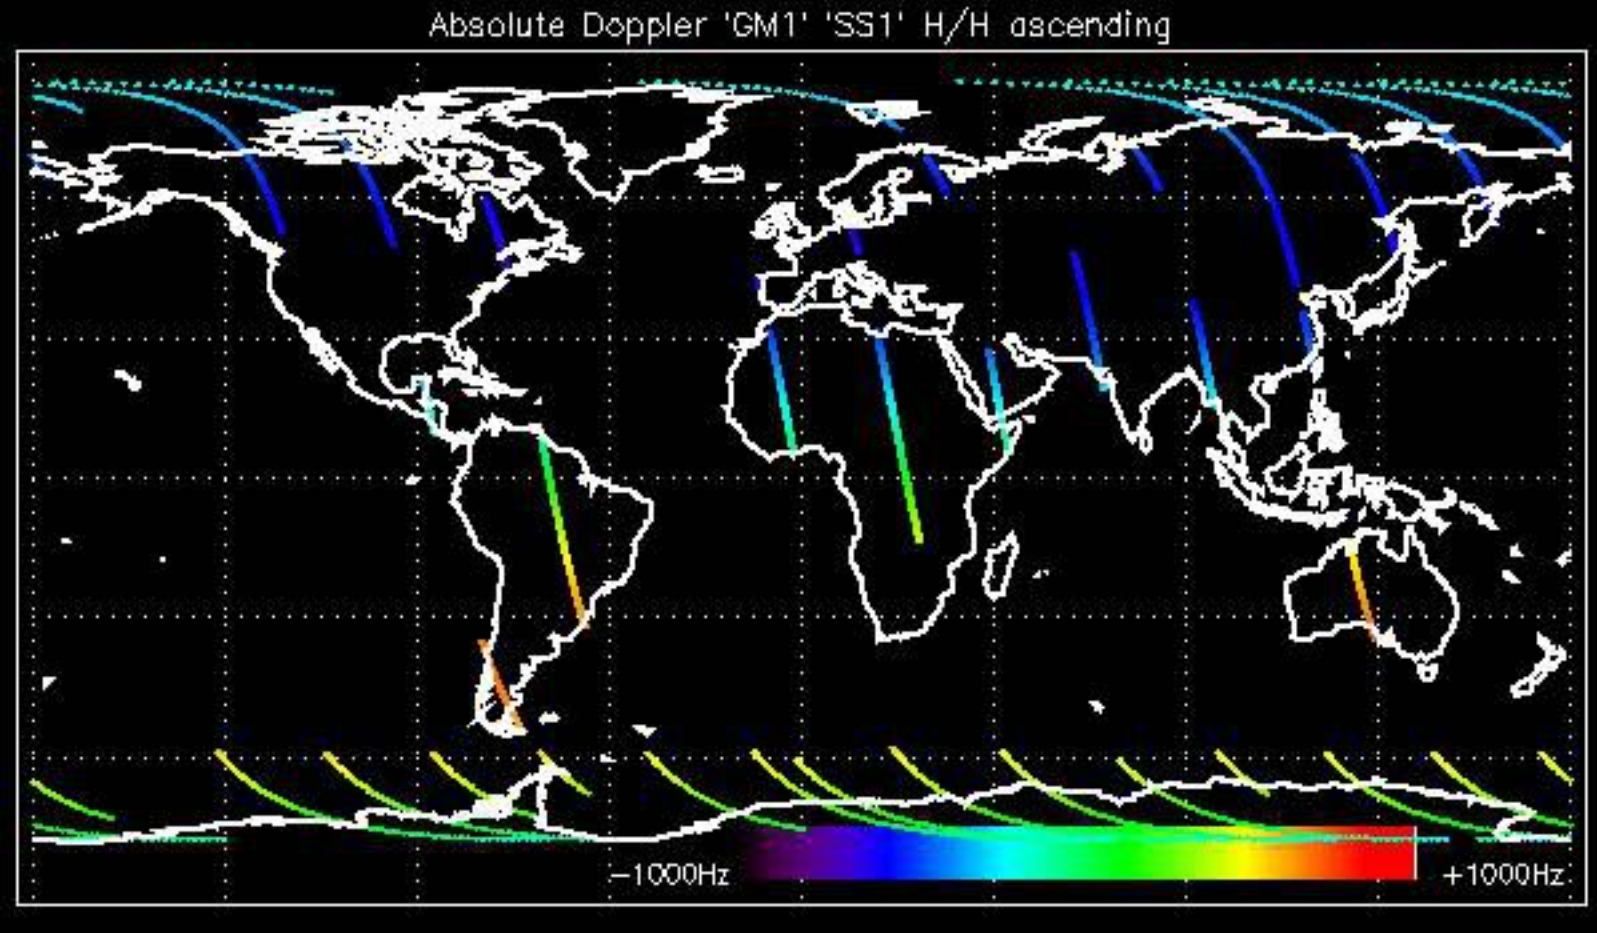 Absolute Doppler 'GM1' 'SS1' H/H ascending
−1000Hz
+1000Hz